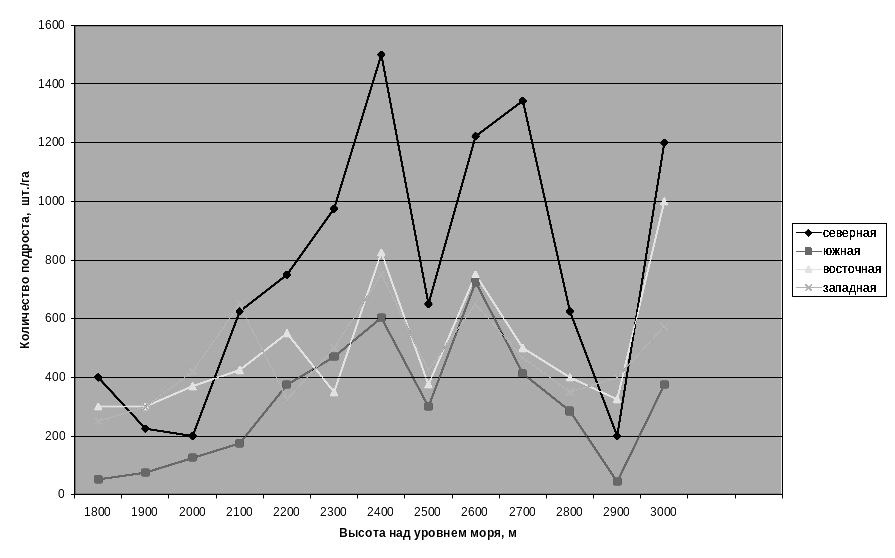 1600
1400
1200
1000
800
600
400
200
0
Количество подроста, шт./га
1800 1900 2000 2100 2200 2300 2400 2500 2600 2700 2800 2900 3000
Высота над уровнем моря, м
северная
южная
восточная
западная